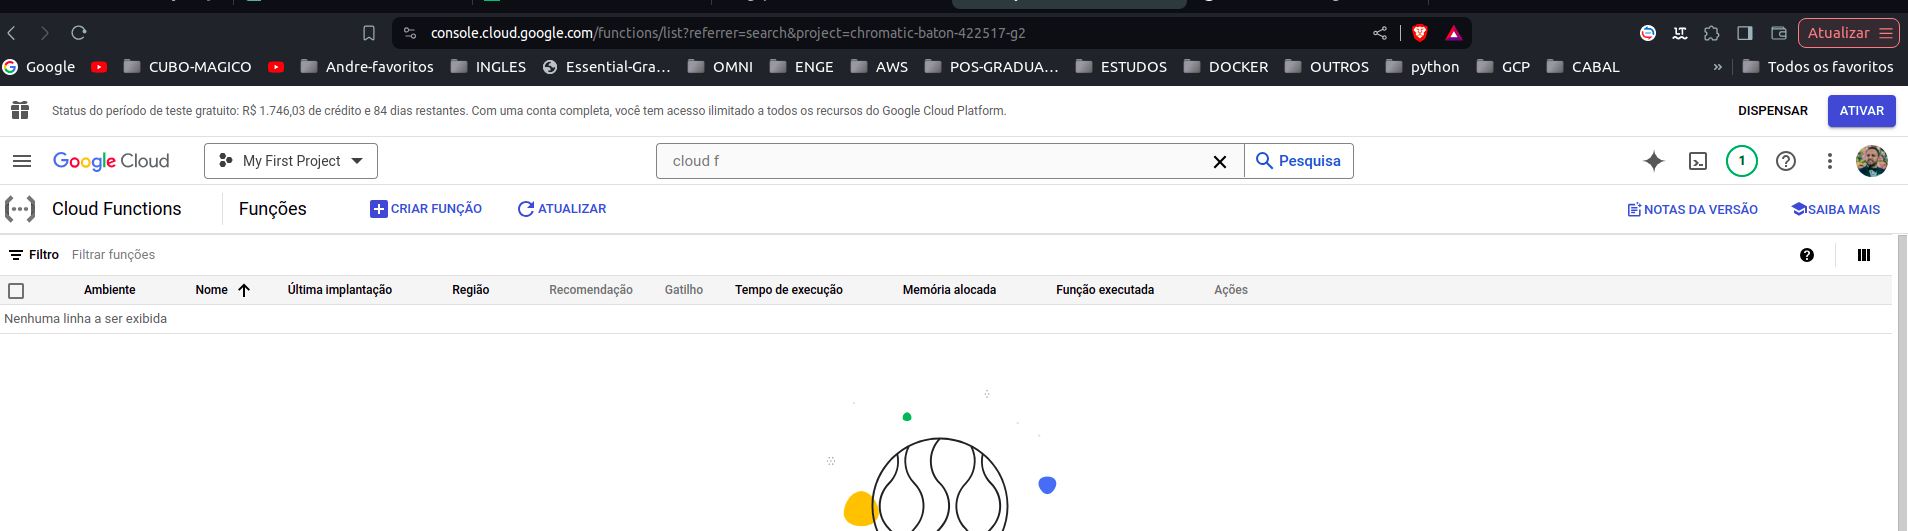 console.cloud.google.com/functions/list?referrer=search&project=chromatic-baton-422517-g2
Atualizar
Google CUBO-MAGICO Andre-favoritos INGLES Essential-Gra... OMNI ENGE AWS POS-GRADUA... ESTUDOS DOCKER OUTROS python GCP CABAL » Todos os favoritos
Status do período de teste gratuito: R$ 1.746,03 de crédito e 84 dias restantes. Com uma conta completa, você tem acesso ilimitado a todos os recursos do Google Cloud Platform. DISPENSAR ATIVAR
Google Cloud My First Project cloud f Pesquisa 1
Cloud Functions Funções CRIAR FUNÇÃO ATUALIZAR NOTAS DA VERSÃO SAIBA MAIS
Filtro Filtrar funções
Ambiente Nome Última implantação Região Recomendação Gatilho Tempo de execução Memória alocada Função executada Ações
Nenhuma linha a ser exibida